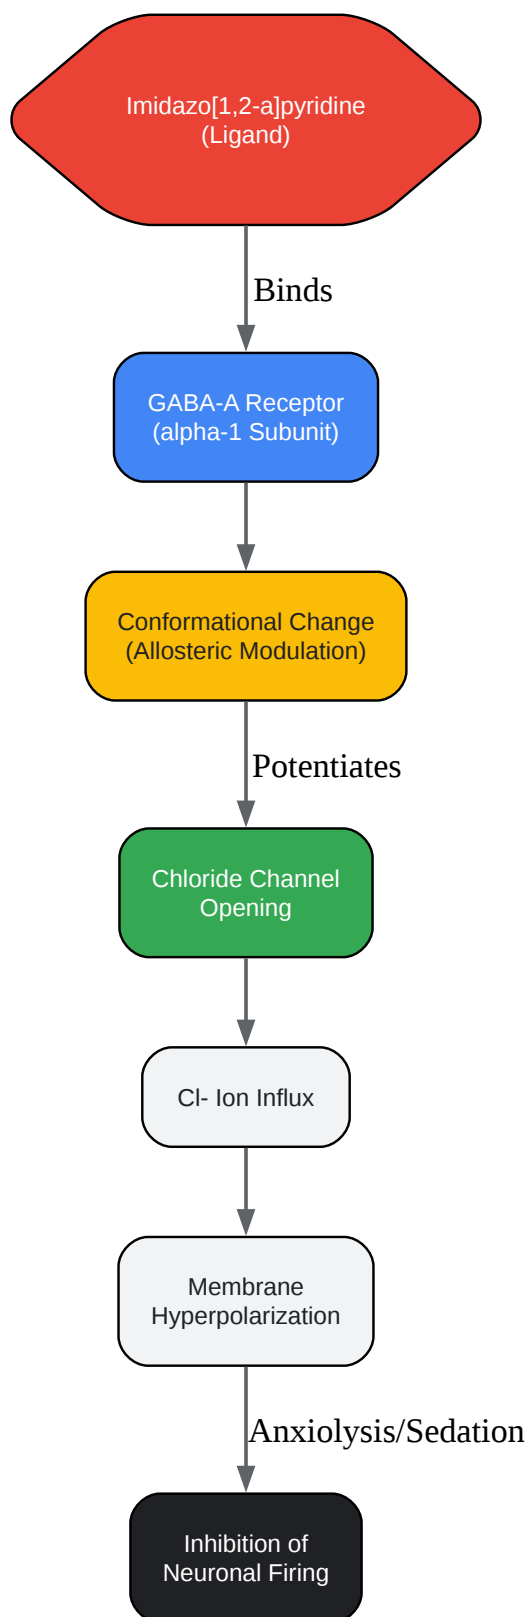 Imidazo[1,2-a]pyridine
(Ligand)
Binds
GABA-A Receptor
(alpha-1 Subunit)
Conformational Change
(Allosteric Modulation)
Potentiates
Chloride Channel
Opening
Cl- Ion Influx
Membrane
Hyperpolarization
Anxiolysis/Sedation
Inhibition of
Neuronal Firing